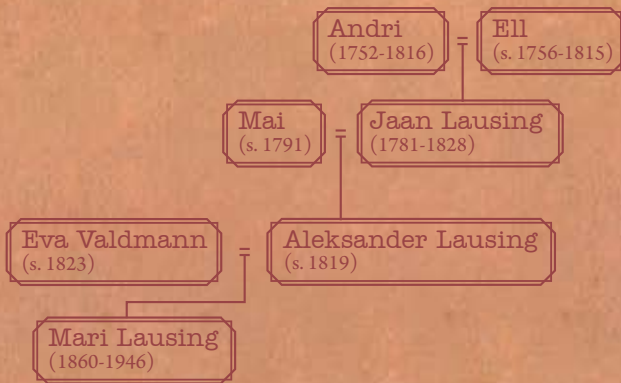 Andri
(1752-1816)
=
Ell
(s. 1756-1815)
Mai
(s. 1791)
=
Jaan Lausing
(1781-1828)
Eva Valdmann
(s. 1823)
=
Aleksander Lausing
(s. 1819)
Mari Lausing
(1860-1946)